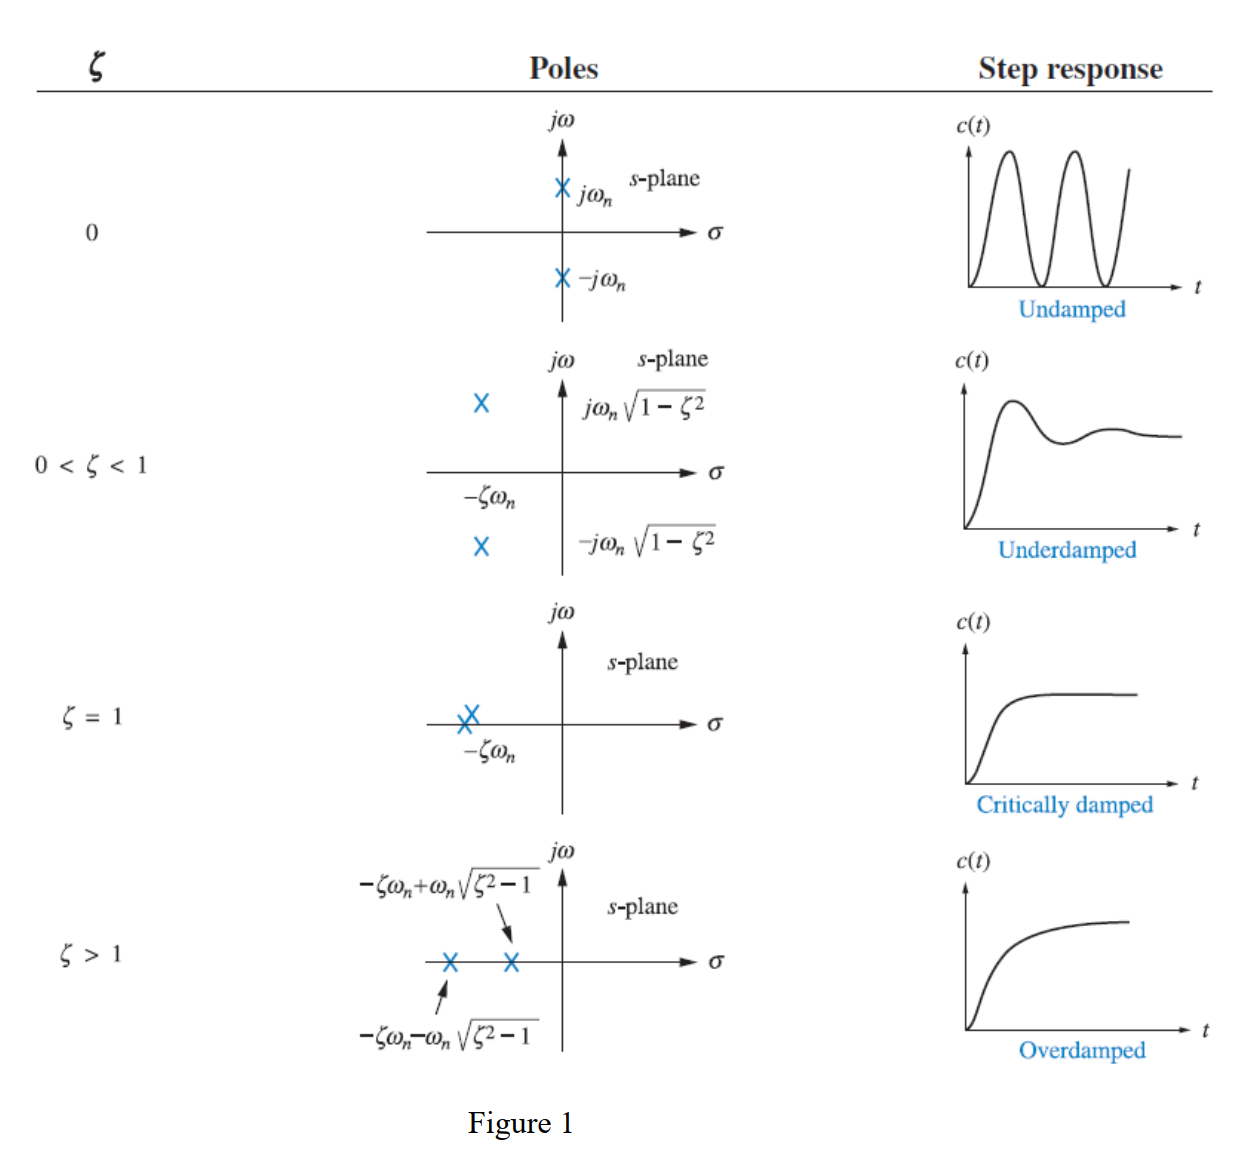 ζ Poles Step response
jω
c(t)
s-plane
jωₙ
0
σ
−jωₙ
t
Undamped
jω s-plane
c(t)
jωₙ√1 − ζ²
0 < ζ < 1
σ
−ζωₙ
−jωₙ√1 − ζ²
t
Underdamped
jω
c(t)
s-plane
ζ = 1
σ
−ζωₙ
t
Critically damped
jω
c(t)
−ζωₙ+ωₙ√ζ² − 1
s-plane
ζ > 1
σ
−ζωₙ−ωₙ√ζ² − 1
t
Overdamped
Figure 1